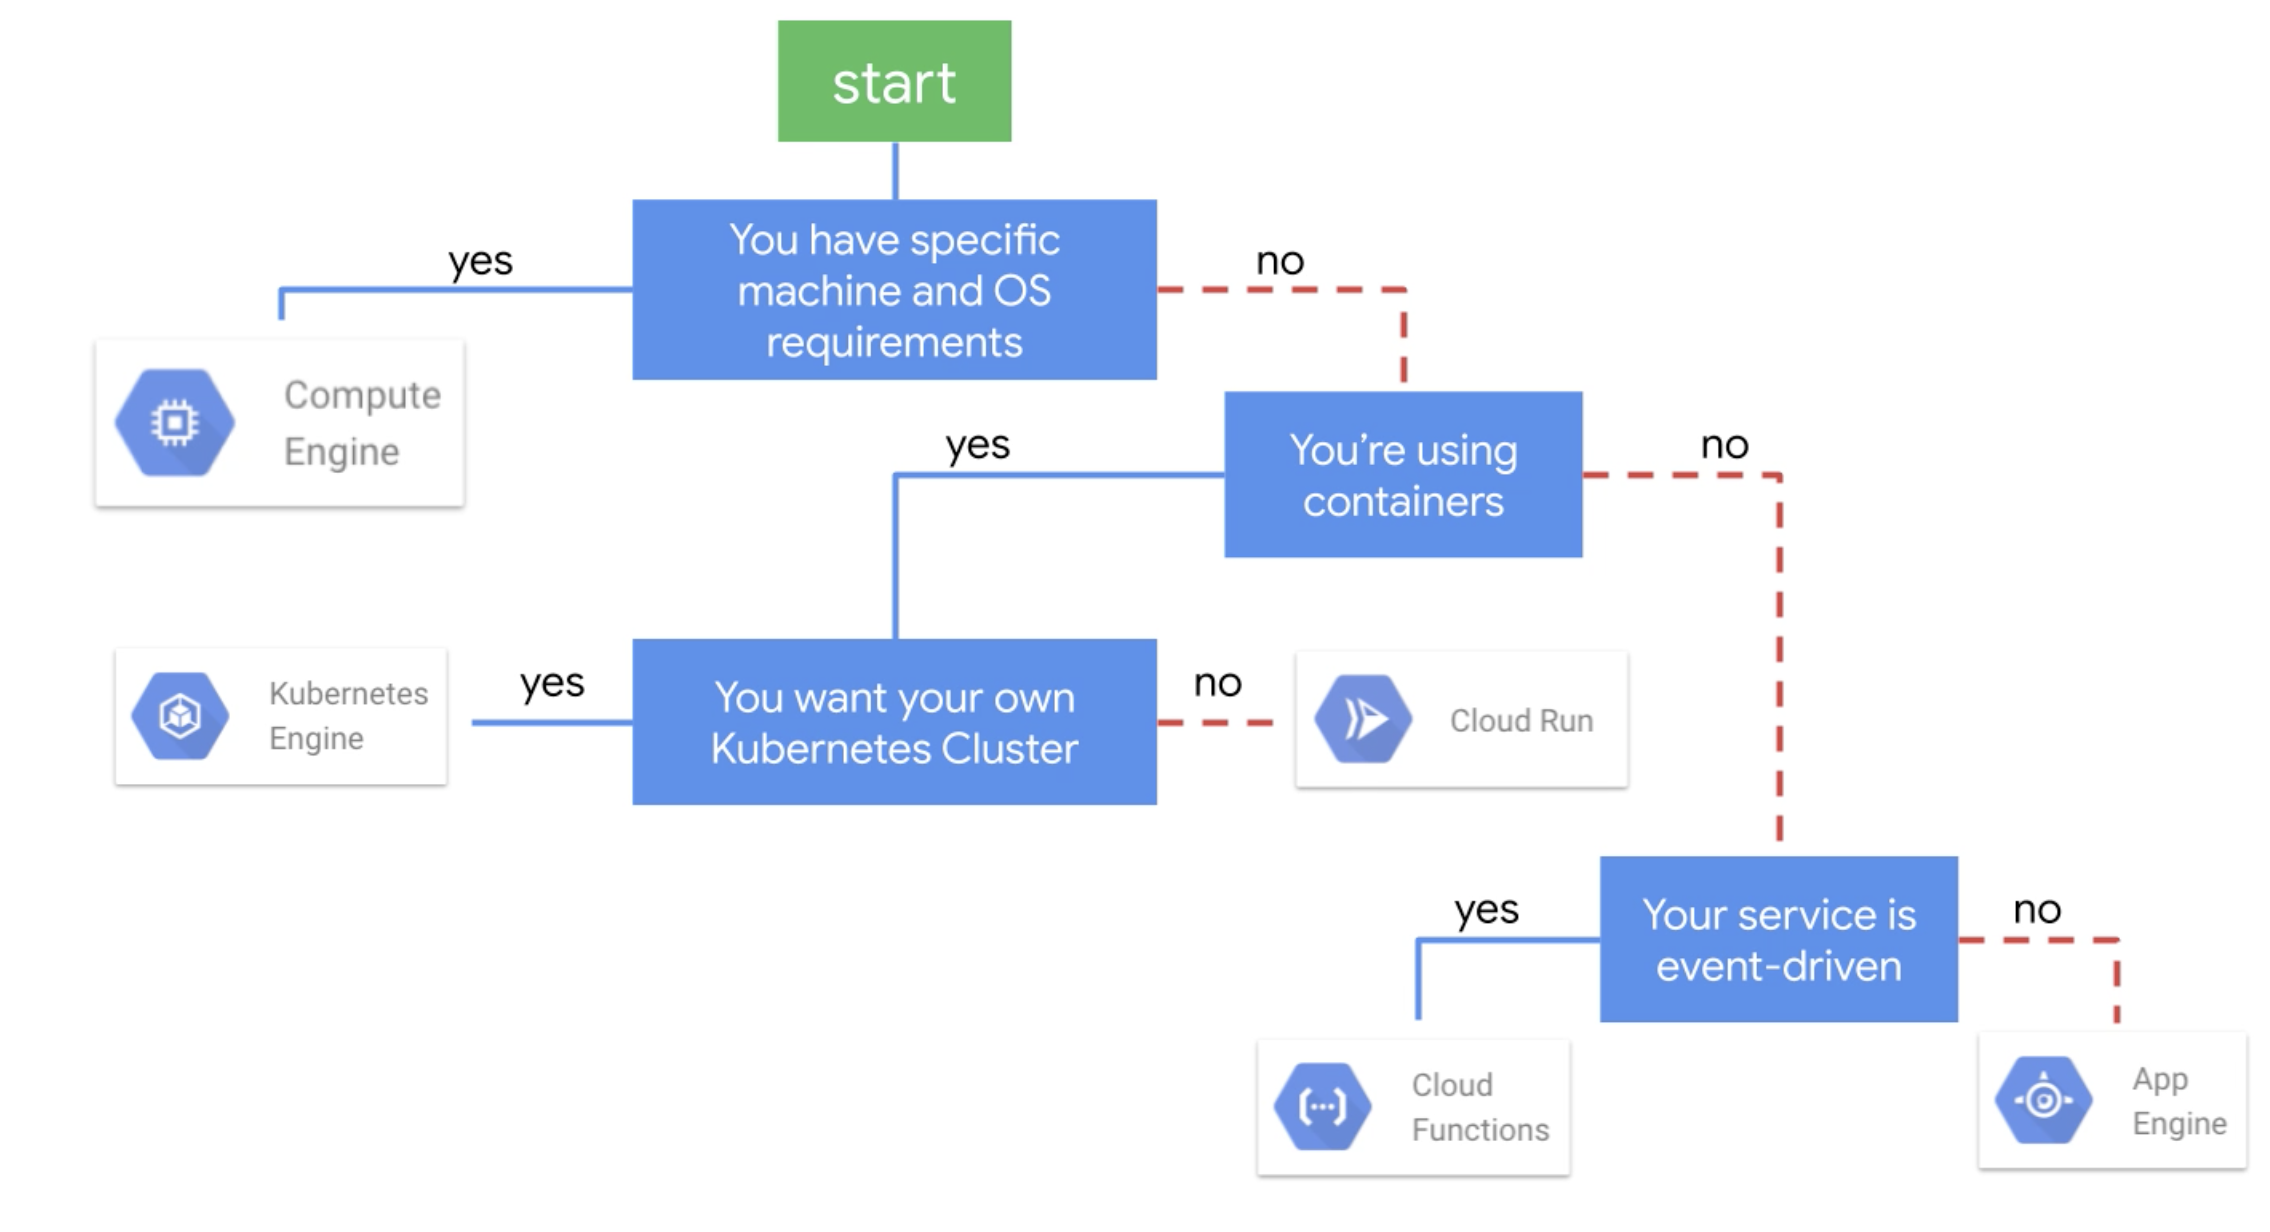 start
You have specific
machine and OS
requirements
yes
no
Compute
Engine
You're using
containers
yes
no
You want your own
Kubernetes Cluster
yes
no
Kubernetes
Engine
Cloud Run
Your service is
event-driven
yes
no
Cloud
Functions
App
Engine